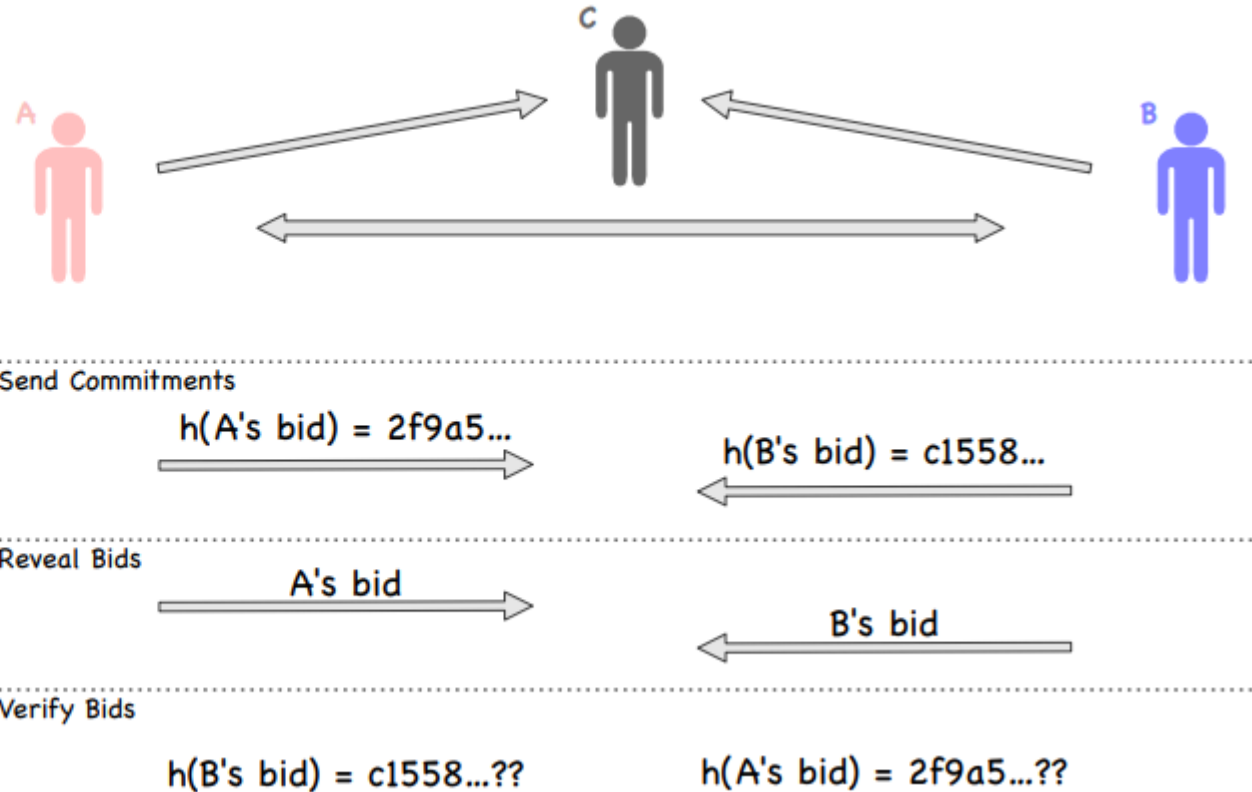 C
A
B
Send Commitments
h(A's bid) = 2f9a5...
h(B's bid) = c1558...
Reveal Bids
A's bid
B's bid
Verify Bids
h(B's bid) = c1558...??
h(A's bid) = 2f9a5...??